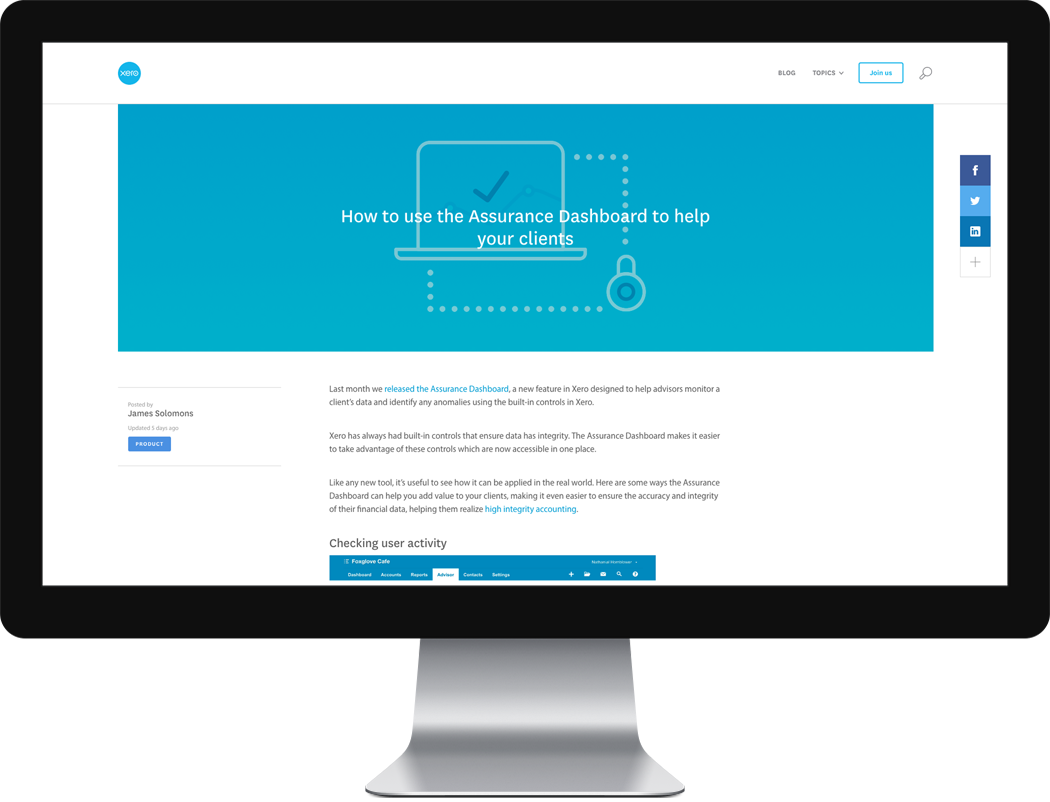 xero
BLOG
TOPICS
Join us
How to use the Assurance Dashboard to help
your clients
f
in
Posted by
James Solomons
Updated 5 days ago
PRODUCT
Last month we released the Assurance Dashboard, a new feature in Xero designed to help advisors monitor a
client's data and identify any anomalies using the built-in controls in Xero.
Xero has always had built-in controls that ensure data has integrity. The Assurance Dashboard makes it easier
to take advantage of these controls which are now accessible in one place.
Like any new tool, it's useful to see how it can be applied in the real world. Here are some ways the Assurance
Dashboard can help you add value to your clients, making it even easier to ensure the accuracy and integrity
of their financial data, helping them realize high integrity accounting.
Checking user activity
Foxglove Cafe
Dashboard Accounts Reports Advisor Contacts Settings